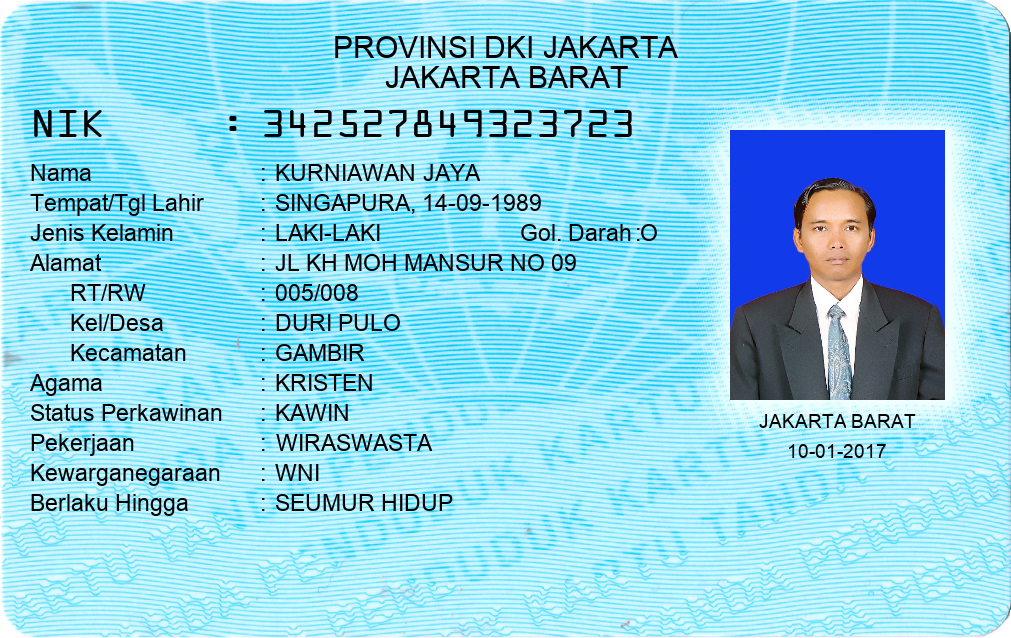 PROVINSI DKI JAKARTA
JAKARTA BARAT
NIK : 342527849323723
Nama : KURNIAWAN JAYA
Tempat/Tgl Lahir : SINGAPURA, 14-09-1989
Jenis Kelamin : LAKI-LAKI Gol. Darah :O
Alamat : JL KH MOH MANSUR NO 09
RT/RW : 005/008
Kel/Desa : DURI PULO
Kecamatan : GAMBIR
Agama : KRISTEN
Status Perkawinan : KAWIN
Pekerjaan : WIRASWASTA
Kewarganegaraan : WNI
Berlaku Hingga : SEUMUR HIDUP
JAKARTA BARAT
10-01-2017